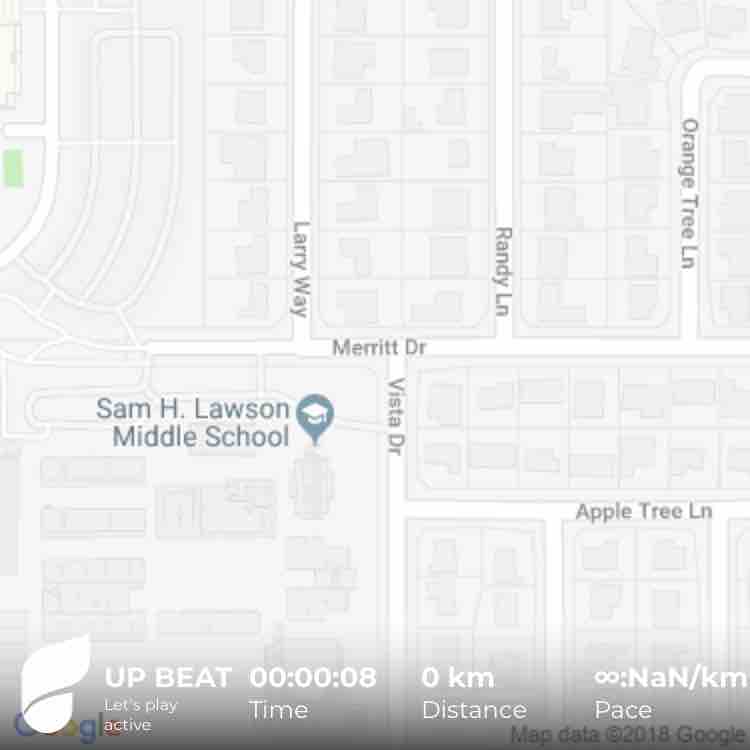 Orange Tree Ln
Larry Way
Randy Ln
Merritt Dr
Vista Dr
Sam H. Lawson
Middle School
Apple Tree Ln
UP BEAT
Let's play
active
00:00:08
Time
0 km
Distance
∞:NaN/km
Pace
Google
Map data ©2018 Google